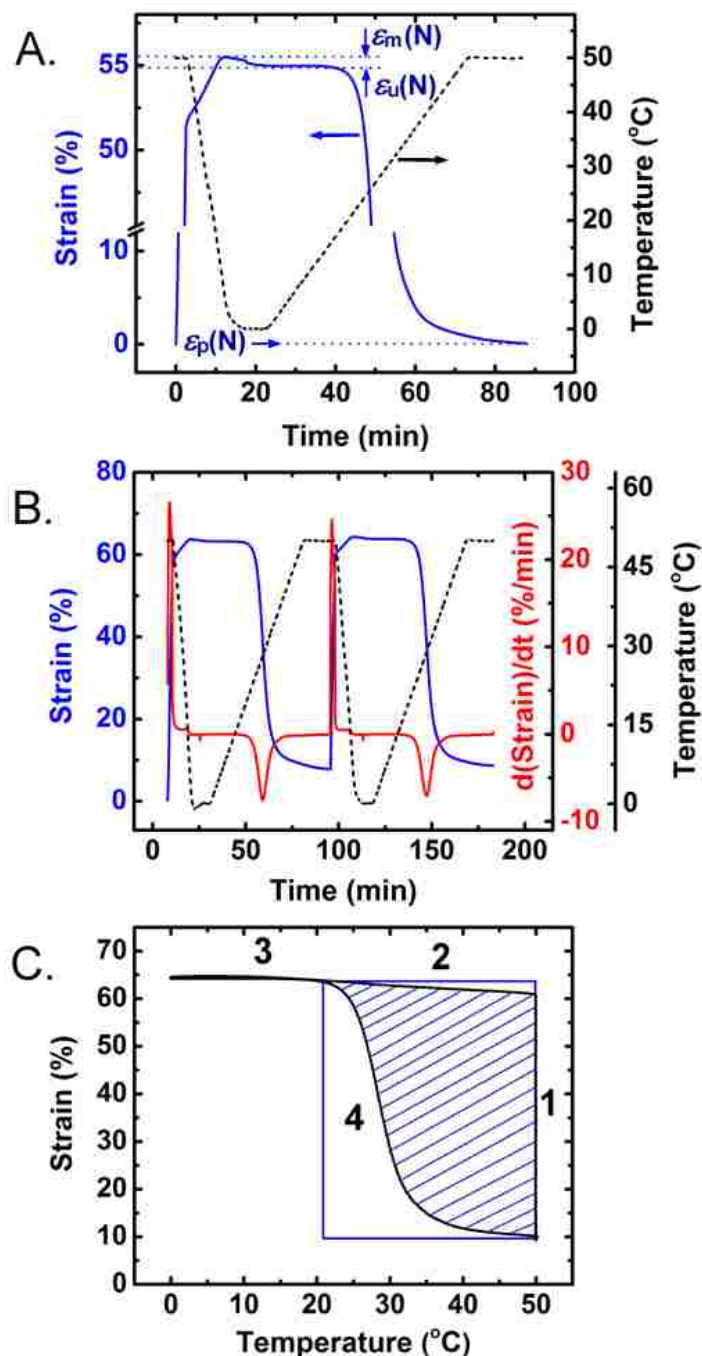 A.
εm(N)
εu(N)
εp(N)
Strain (%)
55
50
10
0
Temperature (°C)
50
40
30
20
10
0
0 20 40 60 80 100
Time (min)
B.
Strain (%)
80
60
40
20
0
d(Strain)/dt (%/min)
30
20
10
0
-10
Temperature (°C)
60
45
30
15
0
0 50 100 150 200
Time (min)
C.
Strain (%)
70
60
50
40
30
20
10
0
3
2
4
1
0 10 20 30 40 50
Temperature (°C)